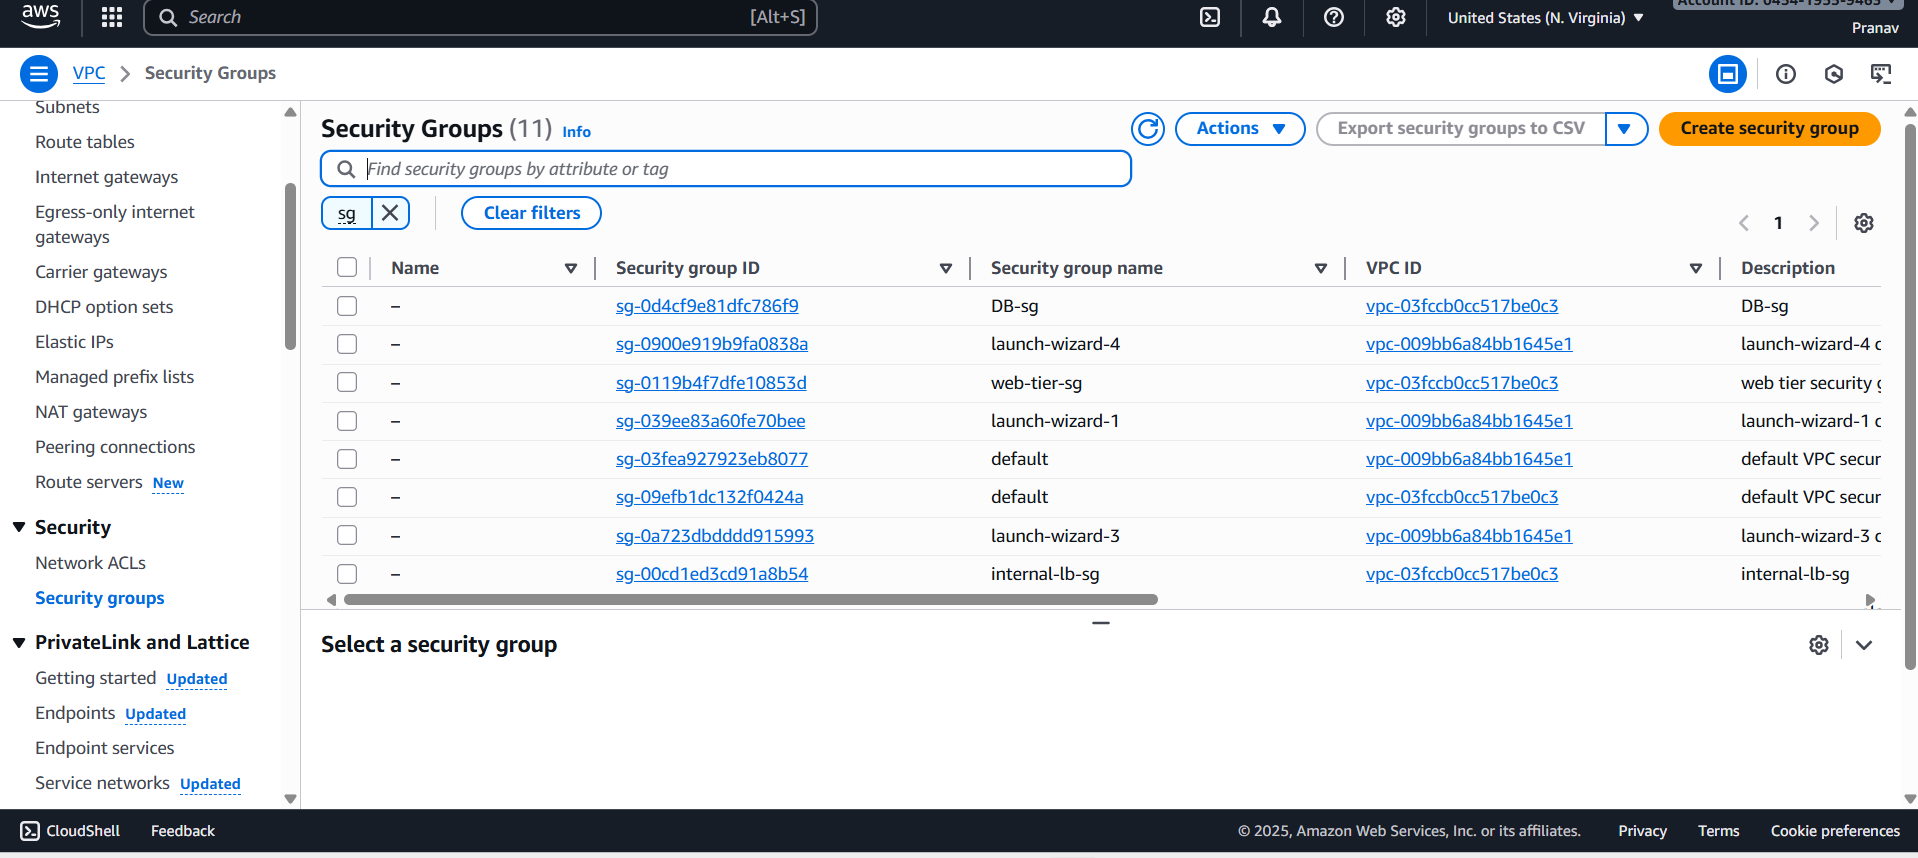 aws
Search [Alt+S]
United States (N. Virginia)
Account ID: 0454-1955-9463
Pranav
VPC > Security Groups
Subnets
Route tables
Internet gateways
Egress-only internet
gateways
Carrier gateways
DHCP option sets
Elastic IPs
Managed prefix lists
NAT gateways
Peering connections
Route servers New
Security
Network ACLs
Security groups
PrivateLink and Lattice
Getting started Updated
Endpoints Updated
Endpoint services
Service networks Updated
Security Groups (11) Info
Actions
Export security groups to CSV
Create security group
Find security groups by attribute or tag
sg
Clear filters
1
Name Security group ID Security group name VPC ID Description
– sg-0d4cf9e81dfc786f9 DB-sg vpc-03fccb0cc517be0c3 DB-sg
– sg-0900e919b9fa0838a launch-wizard-4 vpc-009bb6a84bb1645e1 launch-wizard-4 c
– sg-0119b4f7dfe10853d web-tier-sg vpc-03fccb0cc517be0c3 web tier security g
– sg-039ee83a60fe70bee launch-wizard-1 vpc-009bb6a84bb1645e1 launch-wizard-1 c
– sg-03fea927923eb8077 default vpc-009bb6a84bb1645e1 default VPC secur
– sg-09efb1dc132f0424a default vpc-03fccb0cc517be0c3 default VPC secur
– sg-0a723dbdddd915993 launch-wizard-3 vpc-009bb6a84bb1645e1 launch-wizard-3 c
– sg-00cd1ed3cd91a8b54 internal-lb-sg vpc-03fccb0cc517be0c3 internal-lb-sg
Select a security group
CloudShell Feedback
© 2025, Amazon Web Services, Inc. or its affiliates. Privacy Terms Cookie preferences